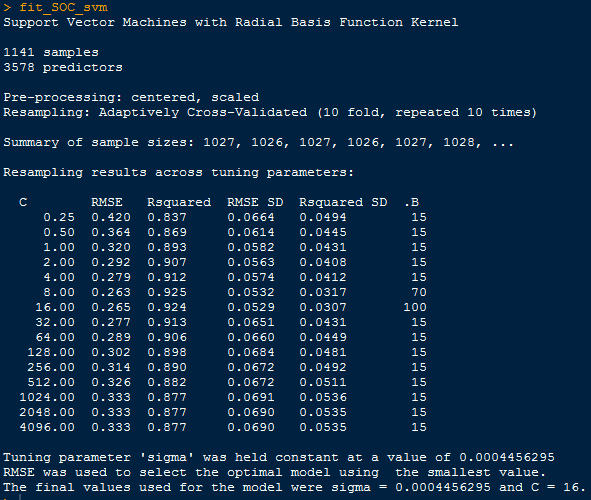 > fit_SOC_svm
Support Vector Machines with Radial Basis Function Kernel
1141 samples
3578 predictors
Pre-processing: centered, scaled
Resampling: Adaptively Cross-Validated (10 fold, repeated 10 times)
Summary of sample sizes: 1027, 1026, 1027, 1026, 1027, 1028, ...
Resampling results across tuning parameters:
C RMSE Rsquared RMSE SD Rsquared SD .B
0.25 0.420 0.837 0.0664 0.0494 15
0.50 0.364 0.869 0.0614 0.0445 15
1.00 0.320 0.893 0.0582 0.0431 15
2.00 0.292 0.907 0.0563 0.0408 15
4.00 0.279 0.912 0.0574 0.0412 15
8.00 0.263 0.925 0.0532 0.0317 70
16.00 0.265 0.924 0.0529 0.0307 100
32.00 0.277 0.913 0.0651 0.0431 15
64.00 0.289 0.906 0.0660 0.0449 15
128.00 0.302 0.898 0.0684 0.0481 15
256.00 0.314 0.890 0.0672 0.0492 15
512.00 0.326 0.882 0.0672 0.0511 15
1024.00 0.333 0.877 0.0691 0.0536 15
2048.00 0.333 0.877 0.0690 0.0535 15
4096.00 0.333 0.877 0.0690 0.0535 15
Tuning parameter 'sigma' was held constant at a value of 0.0004456295
RMSE was used to select the optimal model using  the smallest value.
The final values used for the model were sigma = 0.0004456295 and C = 16.